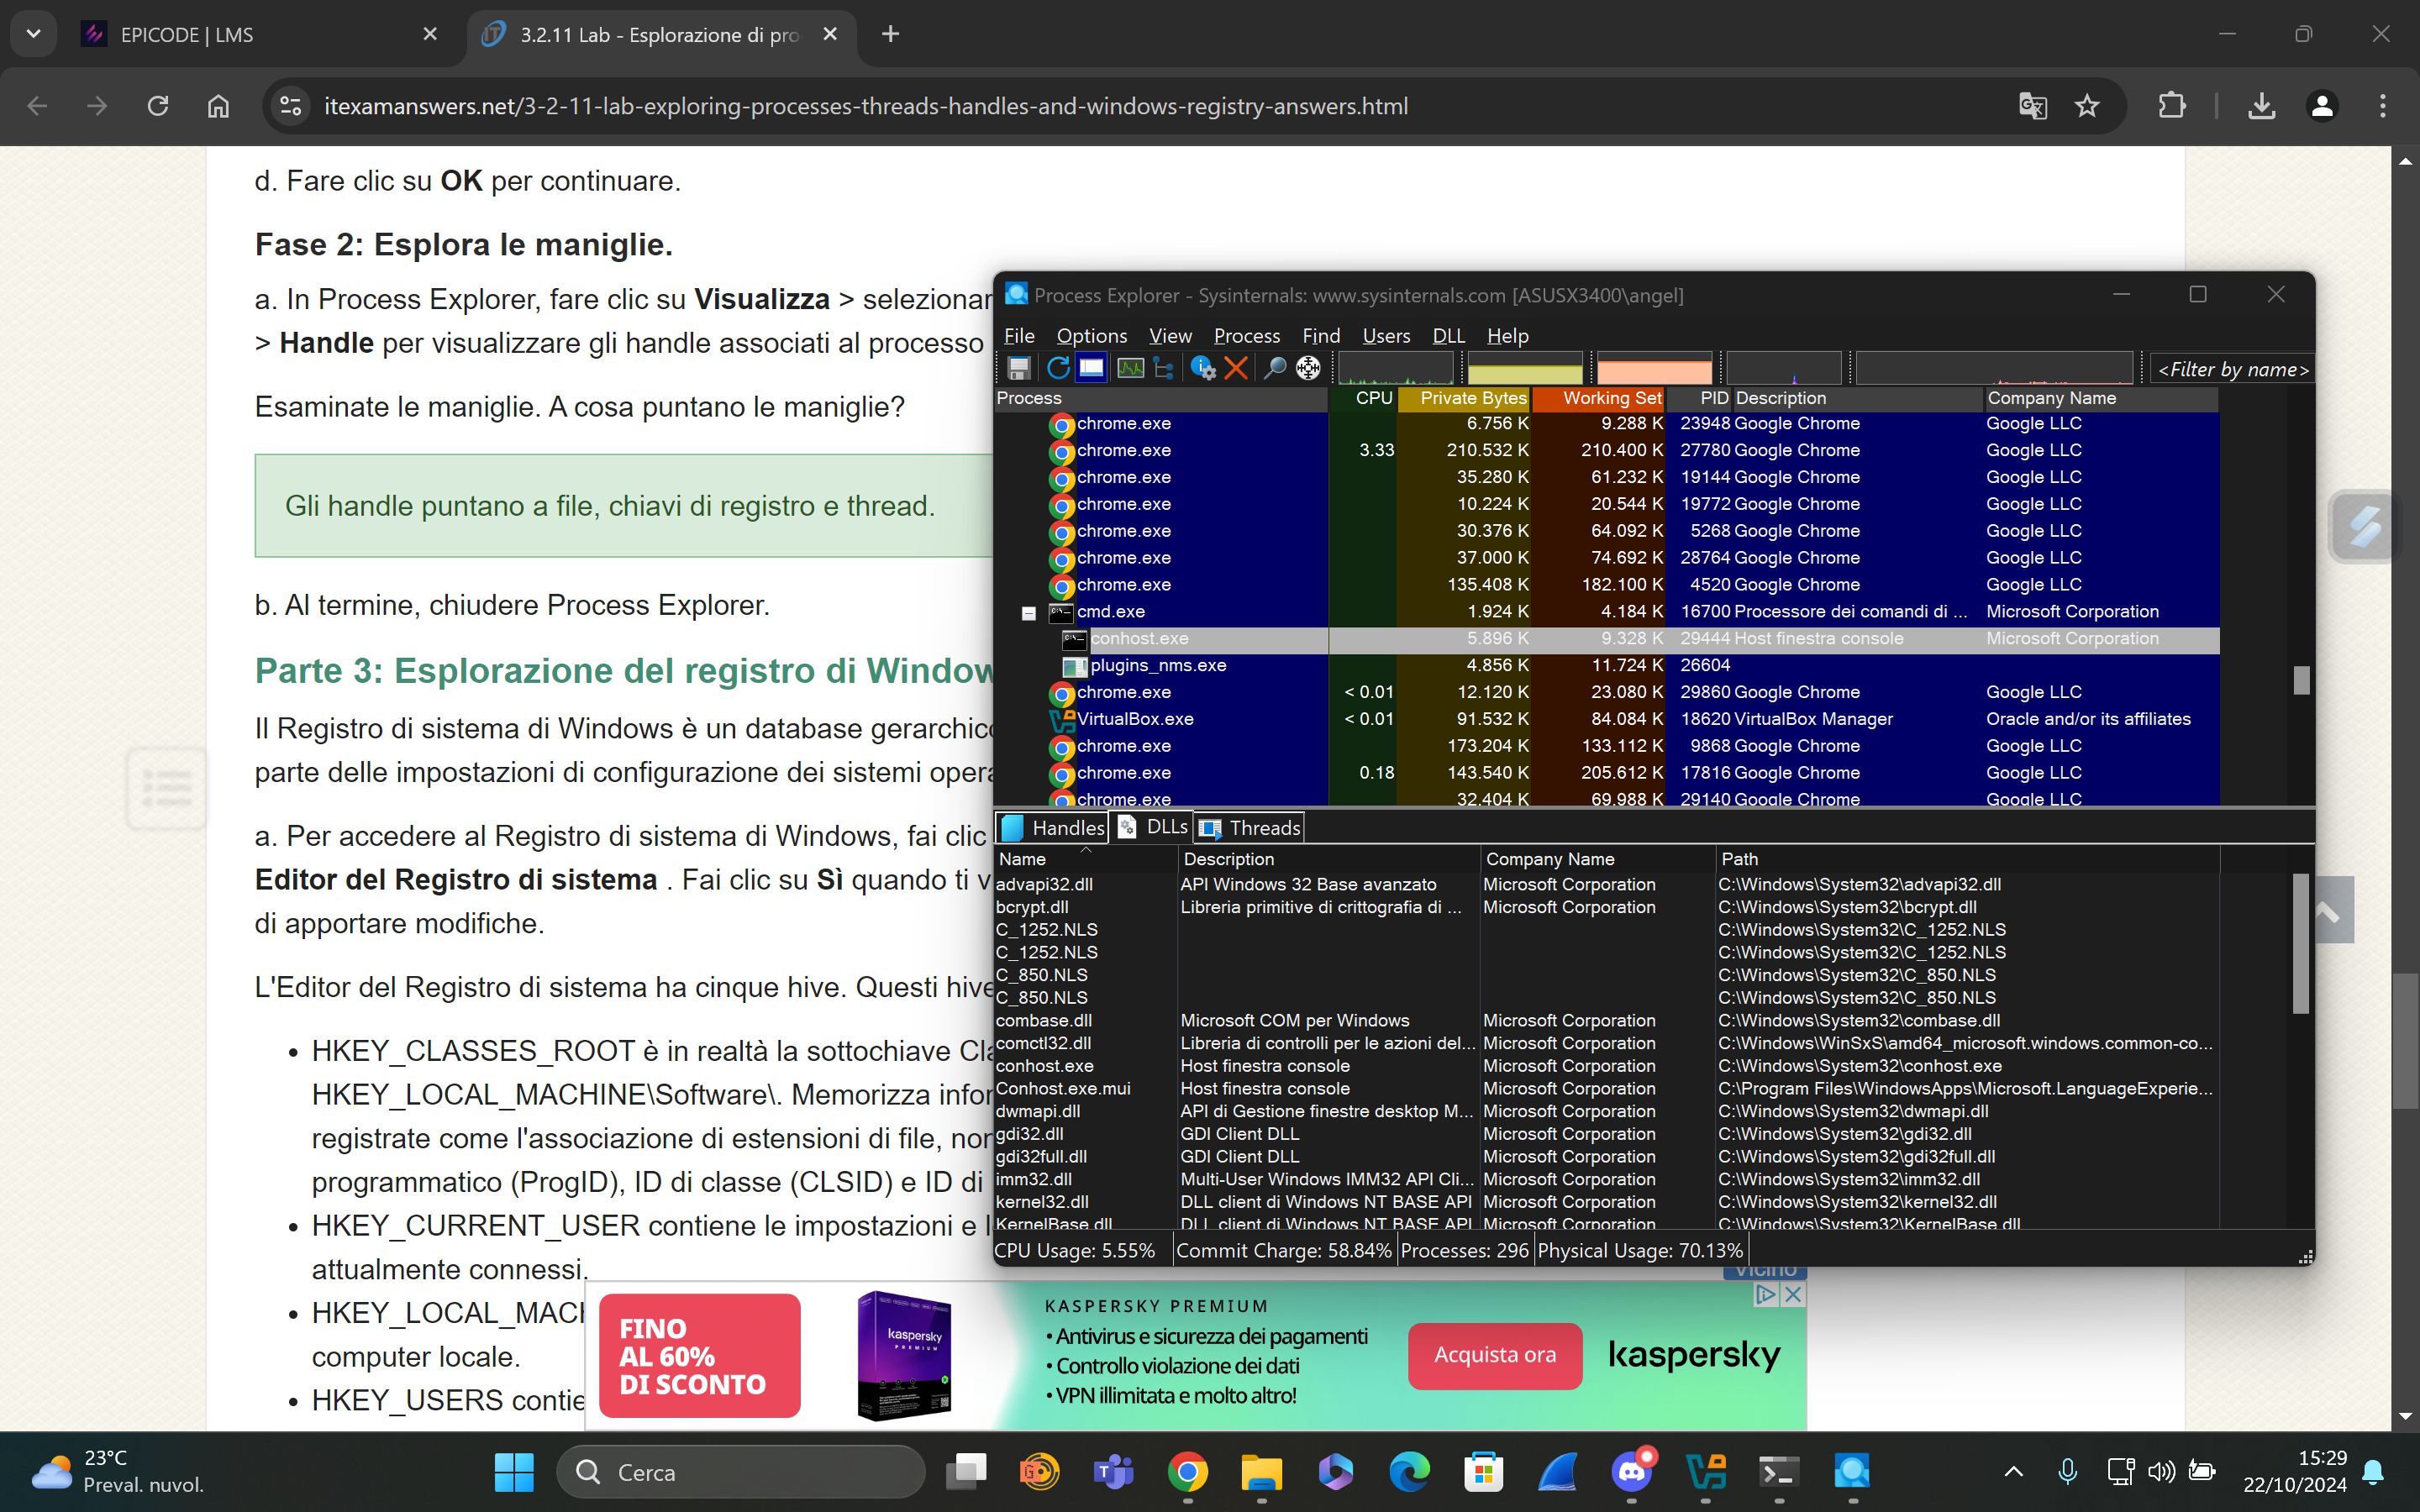 EPICODE | LMS
3.2.11 Lab - Esplorazione di pro
itexamanswers.net/3-2-11-lab-exploring-processes-threads-handles-and-windows-registry-answers.html
d. Fare clic su OK per continuare.
Fase 2: Esplora le maniglie.
a. In Process Explorer, fare clic su Visualizza > selezionar
> Handle per visualizzare gli handle associati al processo
Esaminate le maniglie. A cosa puntano le maniglie?
Gli handle puntano a file, chiavi di registro e thread.
b. Al termine, chiudere Process Explorer.
Parte 3: Esplorazione del registro di Window
Il Registro di sistema di Windows è un database gerarchico
parte delle impostazioni di configurazione dei sistemi opera
a. Per accedere al Registro di sistema di Windows, fai clic
Editor del Registro di sistema . Fai clic su Sì quando ti v
di apportare modifiche.
L'Editor del Registro di sistema ha cinque hive. Questi hive
• HKEY_CLASSES_ROOT è in realtà la sottochiave Cla
HKEY_LOCAL_MACHINE\Software\. Memorizza infor
registrate come l'associazione di estensioni di file, nor
programmatico (ProgID), ID di classe (CLSID) e ID di
• HKEY_CURRENT_USER contiene le impostazioni e l
attualmente connessi.
• HKEY_LOCAL_MACH
computer locale.
• HKEY_USERS contie
Process Explorer - Sysinternals: www.sysinternals.com [ASUSX3400\angel]
File Options View Process Find Users DLL Help
<Filter by name>
Process CPU Private Bytes Working Set PID Description Company Name
chrome.exe 6.756 K 9.288 K 23948 Google Chrome Google LLC
chrome.exe 3.33 210.532 K 210.400 K 27780 Google Chrome Google LLC
chrome.exe 35.280 K 61.232 K 19144 Google Chrome Google LLC
chrome.exe 10.224 K 20.544 K 19772 Google Chrome Google LLC
chrome.exe 30.376 K 64.092 K 5268 Google Chrome Google LLC
chrome.exe 37.000 K 74.692 K 28764 Google Chrome Google LLC
chrome.exe 135.408 K 182.100 K 4520 Google Chrome Google LLC
cmd.exe 1.924 K 4.184 K 16700 Processore dei comandi di ... Microsoft Corporation
conhost.exe 5.896 K 9.328 K 29444 Host finestra console Microsoft Corporation
plugins_nms.exe 4.856 K 11.724 K 26604
chrome.exe < 0.01 12.120 K 23.080 K 29860 Google Chrome Google LLC
VirtualBox.exe < 0.01 91.532 K 84.084 K 18620 VirtualBox Manager Oracle and/or its affiliates
chrome.exe 173.204 K 133.112 K 9868 Google Chrome Google LLC
chrome.exe 0.18 143.540 K 205.612 K 17816 Google Chrome Google LLC
chrome.exe 32.404 K 69.988 K 29140 Google Chrome Google LLC
Handles DLLs Threads
Name Description Company Name Path
advapi32.dll API Windows 32 Base avanzato Microsoft Corporation C:\Windows\System32\advapi32.dll
bcrypt.dll Libreria primitive di crittografia di ... Microsoft Corporation C:\Windows\System32\bcrypt.dll
C_1252.NLS C:\Windows\System32\C_1252.NLS
C_1252.NLS C:\Windows\System32\C_1252.NLS
C_850.NLS C:\Windows\System32\C_850.NLS
C_850.NLS C:\Windows\System32\C_850.NLS
combase.dll Microsoft COM per Windows Microsoft Corporation C:\Windows\System32\combase.dll
comctl32.dll Libreria di controlli per le azioni del... Microsoft Corporation C:\Windows\WinSxS\amd64_microsoft.windows.common-co...
conhost.exe Host finestra console Microsoft Corporation C:\Windows\System32\conhost.exe
Conhost.exe.mui Host finestra console Microsoft Corporation C:\Program Files\WindowsApps\Microsoft.LanguageExperie...
dwmapi.dll API di Gestione finestre desktop M... Microsoft Corporation C:\Windows\System32\dwmapi.dll
gdi32.dll GDI Client DLL Microsoft Corporation C:\Windows\System32\gdi32.dll
gdi32full.dll GDI Client DLL Microsoft Corporation C:\Windows\System32\gdi32full.dll
imm32.dll Multi-User Windows IMM32 API Cli... Microsoft Corporation C:\Windows\System32\imm32.dll
kernel32.dll DLL client di Windows NT BASE API Microsoft Corporation C:\Windows\System32\kernel32.dll
KernelBase.dll DLL client di Windows NT BASE API Microsoft Corporation C:\Windows\System32\KernelBase.dll
CPU Usage: 5.55% Commit Charge: 58.84% Processes: 296 Physical Usage: 70.13%
Vicino
FINO
AL 60%
DI SCONTO
kaspersky
PREMIUM
KASPERSKY PREMIUM
• Antivirus e sicurezza dei pagamenti
• Controllo violazione dei dati
• VPN illimitata e molto altro!
Acquista ora
kaspersky
23°C
Preval. nuvol.
Cerca
15:29
22/10/2024